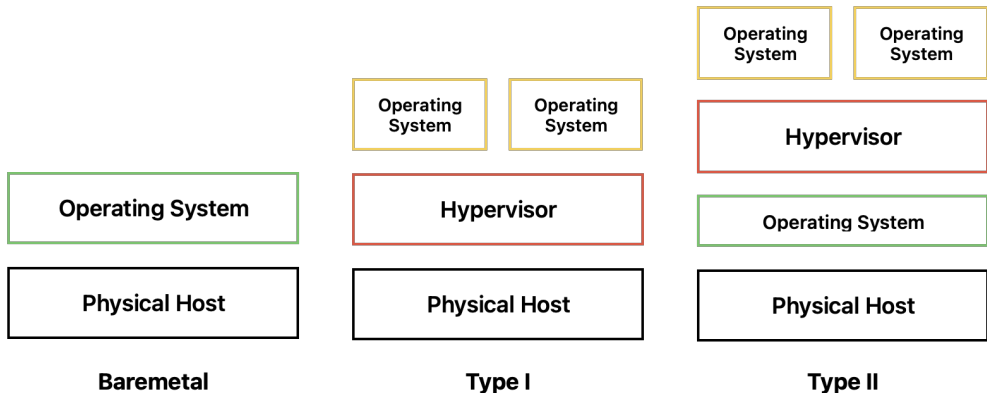 Operating System
Physical Host
Baremetal
Operating
System
Operating
System
Hypervisor
Physical Host
Type I
Operating
System
Operating
System
Hypervisor
Operating System
Physical Host
Type II